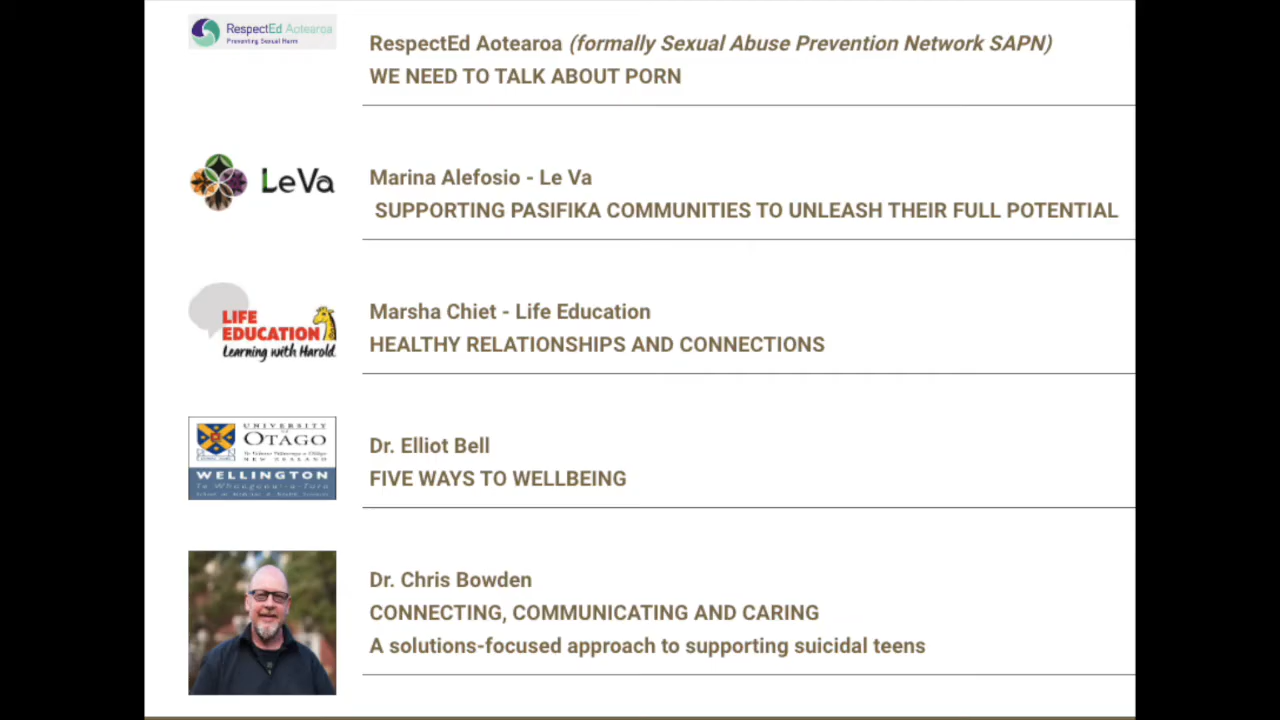 RespectEd Aotearoa
Preventing Sexual Harm
RespectEd Aotearoa (formally Sexual Abuse Prevention Network SAPN)
WE NEED TO TALK ABOUT PORN
LeVa
Marina Alefosio - Le Va
SUPPORTING PASIFIKA COMMUNITIES TO UNLEASH THEIR FULL POTENTIAL
LIFE
EDUCATION
Learning with Harold
Marsha Chiet - Life Education
HEALTHY RELATIONSHIPS AND CONNECTIONS
UNIVERSITY
OF
OTAGO
NEW ZEALAND
WELLINGTON
Dr. Elliot Bell
FIVE WAYS TO WELLBEING
Dr. Chris Bowden
CONNECTING, COMMUNICATING AND CARING
A solutions-focused approach to supporting suicidal teens